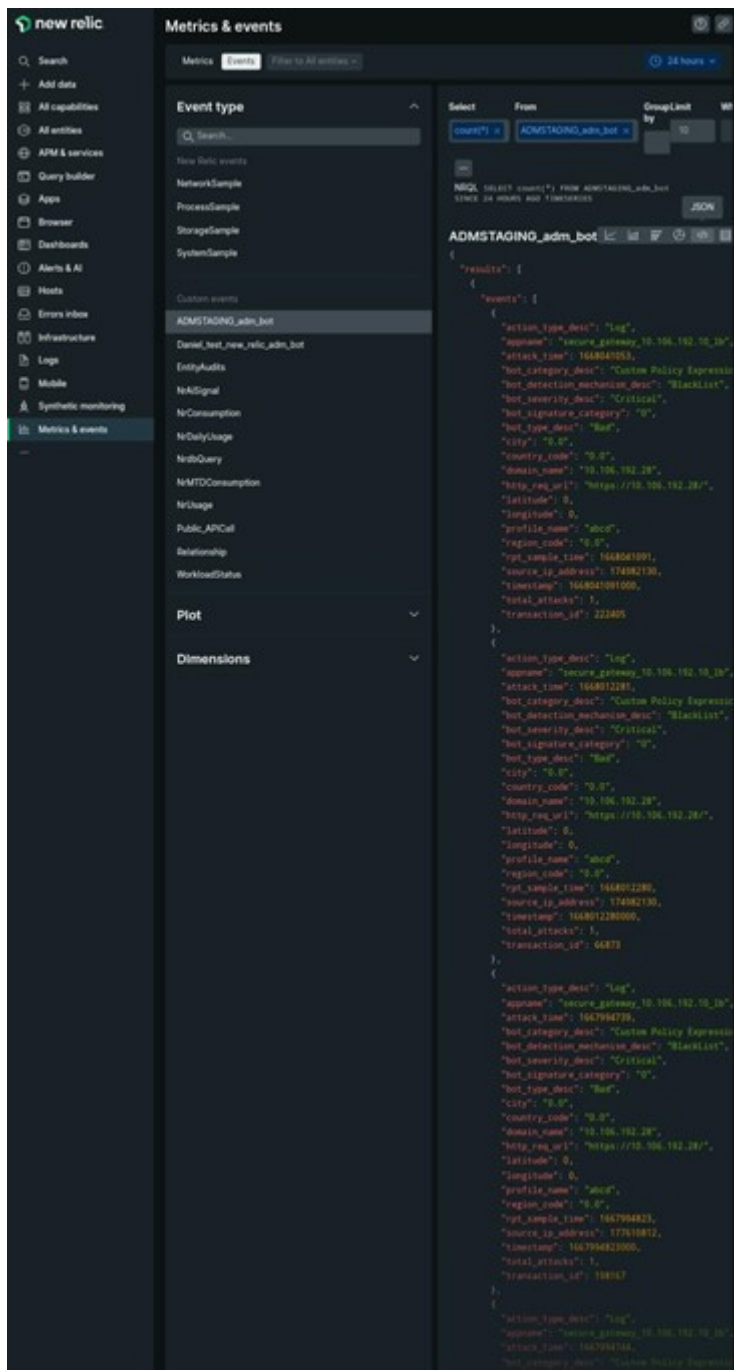 new relic
Search
Add data
All capabilities
All entities
APM & services
Query builder
Apps
Browser
Dashboards
Alerts & AI
Hosts
Errors inbox
Infrastructure
Logs
Mobile
Synthetic monitoring
Metrics & events
Metrics & events
Metrics Events Filter to All entities
24 hours
Event type
Search...
New Relic events
NetworkSample
ProcessSample
StorageSample
SystemSample
Custom events
ADMSTAGING_adm_bot
Daniel_test_new_relic_adm_bot
EntityAudits
NrAiSignal
NrConsumption
NrDailyUsage
NrdbQuery
NrMTDConsumption
NrUsage
Public_APICall
Relationship
WorkloadStatus
Plot
Dimensions
Select From Group by Limit
count(*) × ADMSTAGING_adm_bot × 10
NRQL SELECT count(*) FROM ADMSTAGING_adm_bot
SINCE 24 HOURS AGO TIMESERIES
JSON
ADMSTAGING_adm_bot
{
"results": [
{
"events": [
{
"action_type_desc": "Log",
"appname": "secure_gateway_10.106.192.10_lb",
"attack_time": 1668041053,
"bot_category_desc": "Custom Policy Expressio
"bot_detection_mechanism_desc": "BlackList",
"bot_severity_desc": "Critical",
"bot_signature_category": "0",
"bot_type_desc": "Bad",
"city": "0.0",
"country_code": "0.0",
"domain_name": "10.106.192.28",
"http_req_url": "https://10.106.192.28/",
"latitude": 0,
"longitude": 0,
"profile_name": "abcd",
"region_code": "0.0",
"rpt_sample_time": 1668041091,
"source_ip_address": 174982130,
"timestamp": 1668041091000,
"total_attacks": 1,
"transaction_id": 222405
},
{
"action_type_desc": "Log",
"appname": "secure_gateway_10.106.192.10_lb",
"attack_time": 1668012281,
"bot_category_desc": "Custom Policy Expressio
"bot_detection_mechanism_desc": "BlackList",
"bot_severity_desc": "Critical",
"bot_signature_category": "0",
"bot_type_desc": "Bad",
"city": "0.0",
"country_code": "0.0",
"domain_name": "10.106.192.28",
"http_req_url": "https://10.106.192.28/",
"latitude": 0,
"longitude": 0,
"profile_name": "abcd",
"region_code": "0.0",
"rpt_sample_time": 1668012280,
"source_ip_address": 174982130,
"timestamp": 1668012280000,
"total_attacks": 1,
"transaction_id": 66873
},
{
"action_type_desc": "Log",
"appname": "secure_gateway_10.106.192.10_lb",
"attack_time": 1667994739,
"bot_category_desc": "Custom Policy Expressio
"bot_detection_mechanism_desc": "BlackList",
"bot_severity_desc": "Critical",
"bot_signature_category": "0",
"bot_type_desc": "Bad",
"city": "0.0",
"country_code": "0.0",
"domain_name": "10.106.192.28",
"http_req_url": "https://10.106.192.28/",
"latitude": 0,
"longitude": 0,
"profile_name": "abcd",
"region_code": "0.0",
"rpt_sample_time": 1667994823,
"source_ip_address": 177610812,
"timestamp": 1667994823000,
"total_attacks": 1,
"transaction_id": 198167
},
{
"action_type_desc": "Log",
"appname": "secure_gateway_10.106.192.10_lb",
"attack_time": 1667994744,
"bot_category_desc": "Custom Policy Expressio